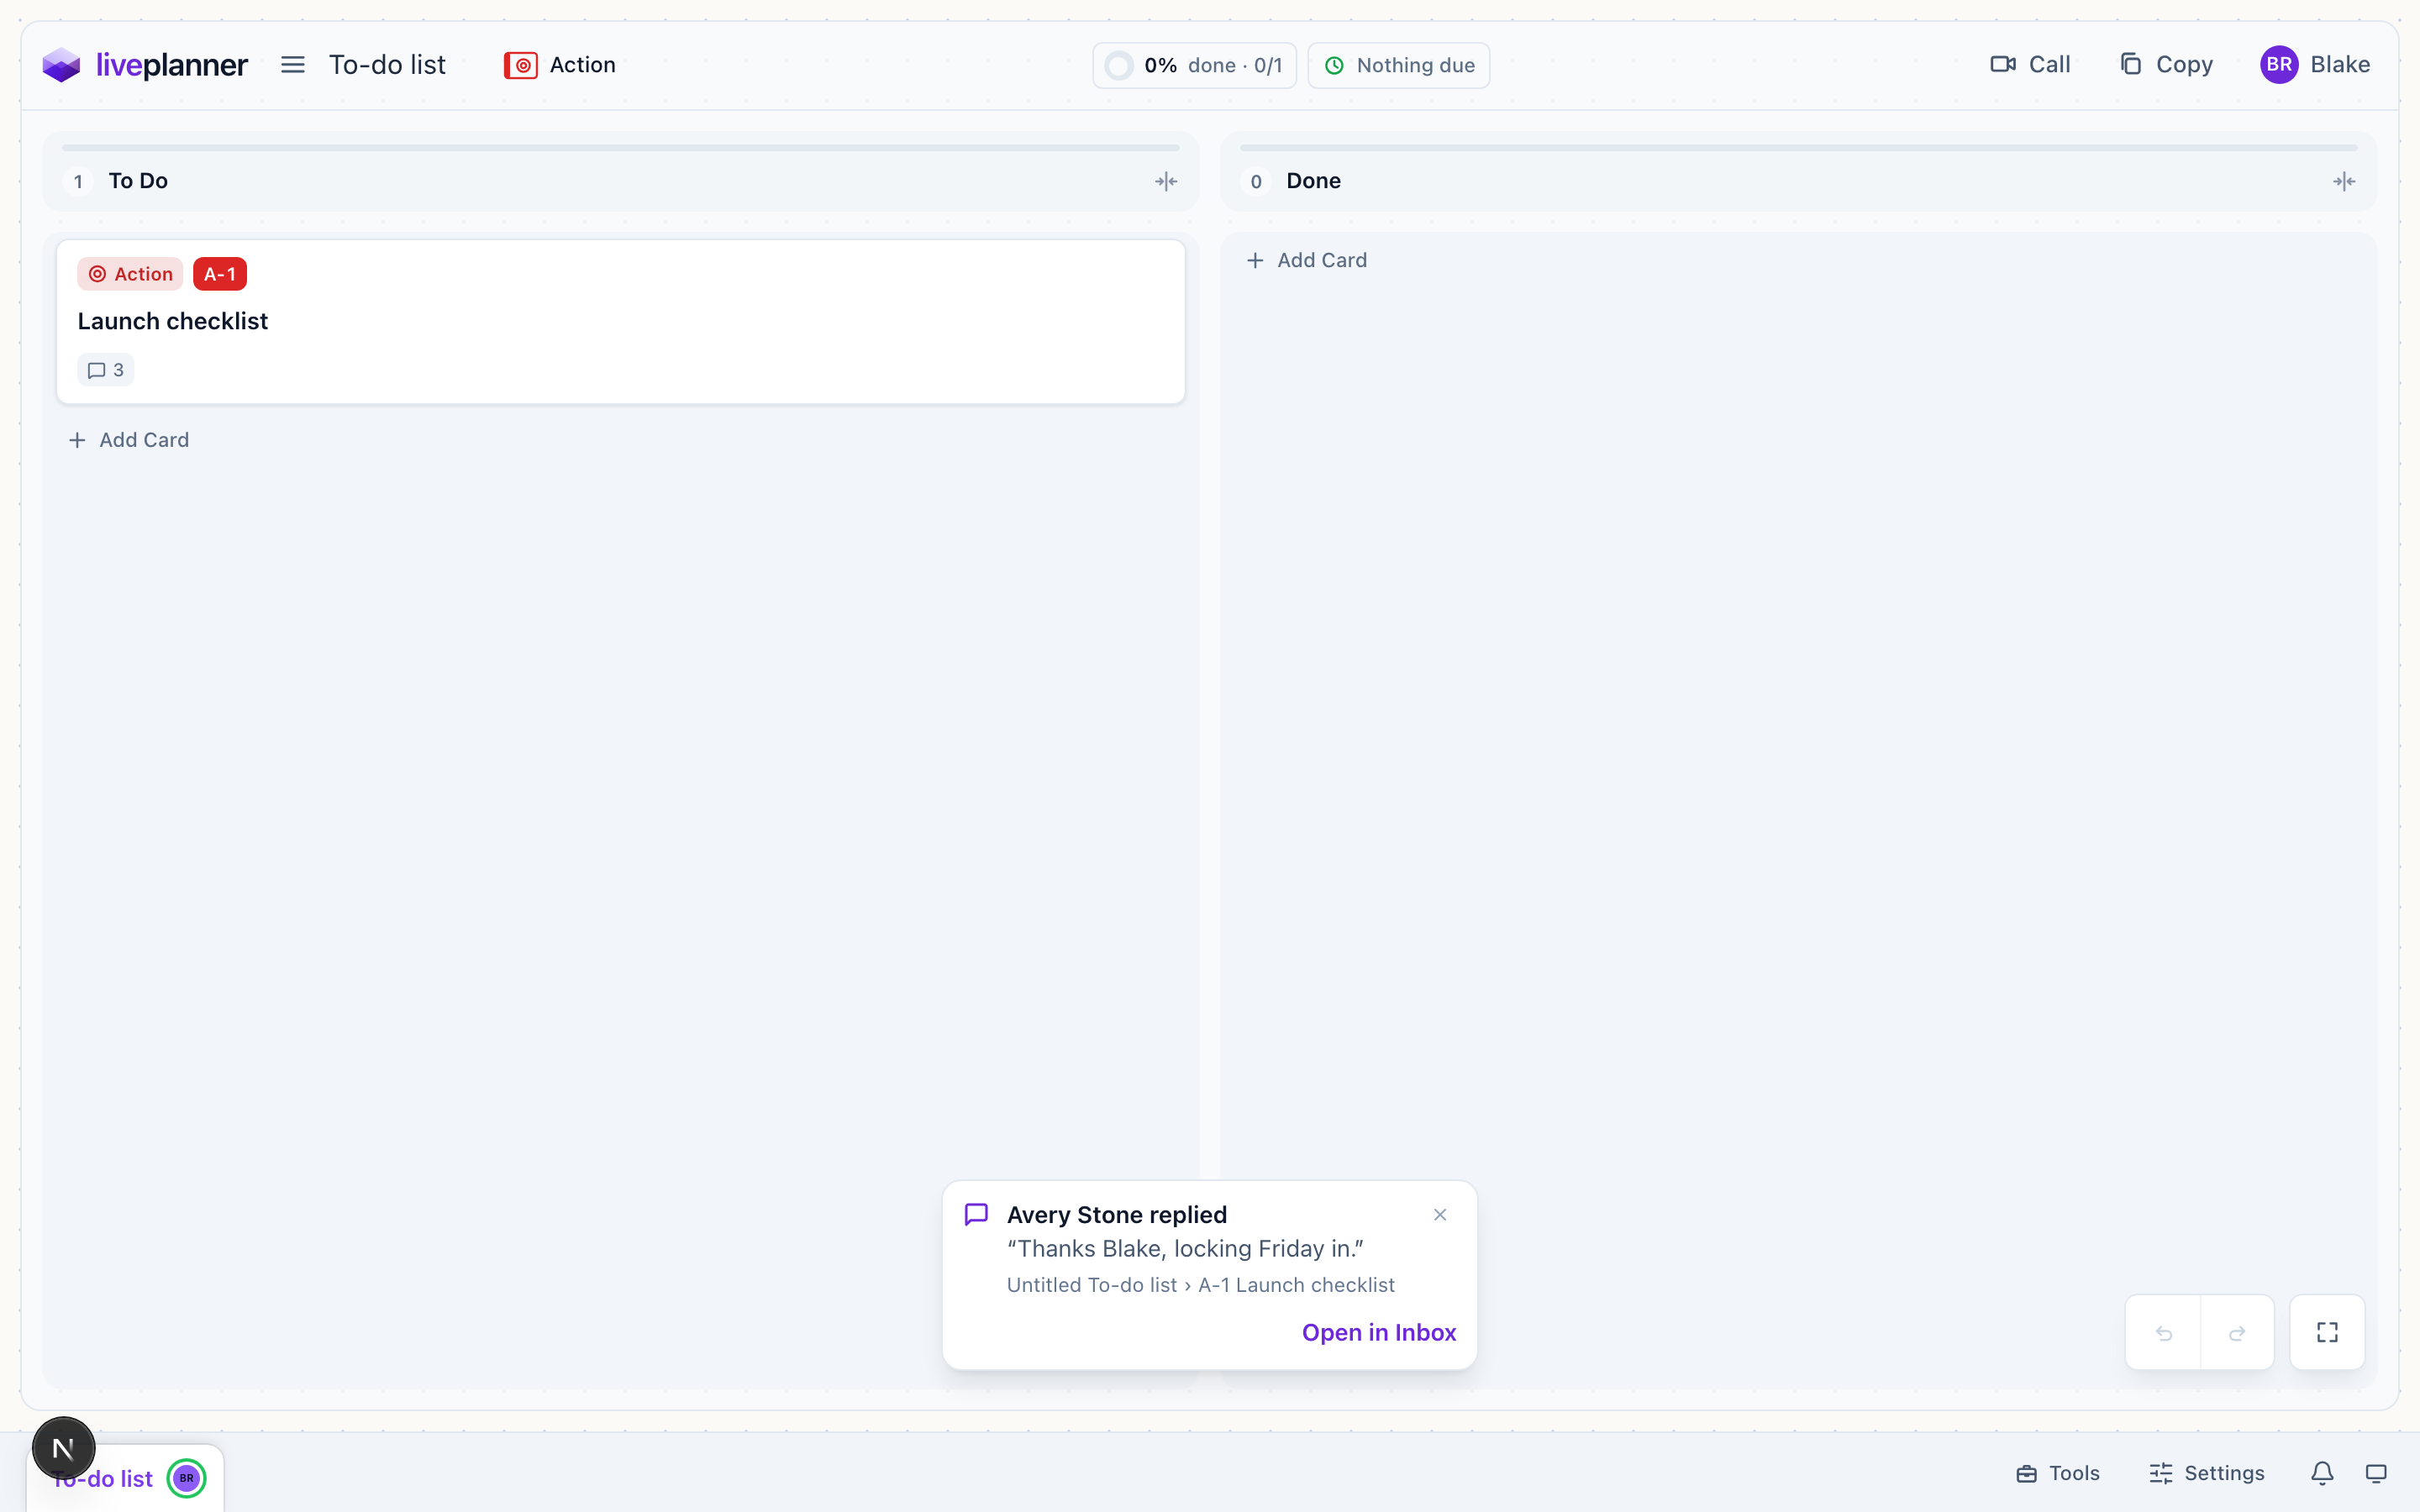 liveplanner To-do list Action 0% done · 0/1 Nothing due Call Copy BR Blake
1 To Do
0 Done
Action A-1
Launch checklist
3
Add Card
Add Card
Avery Stone replied
“Thanks Blake, locking Friday in.”
Untitled To-do list › A-1 Launch checklist
Open in Inbox
N
To-do list BR
Tools Settings